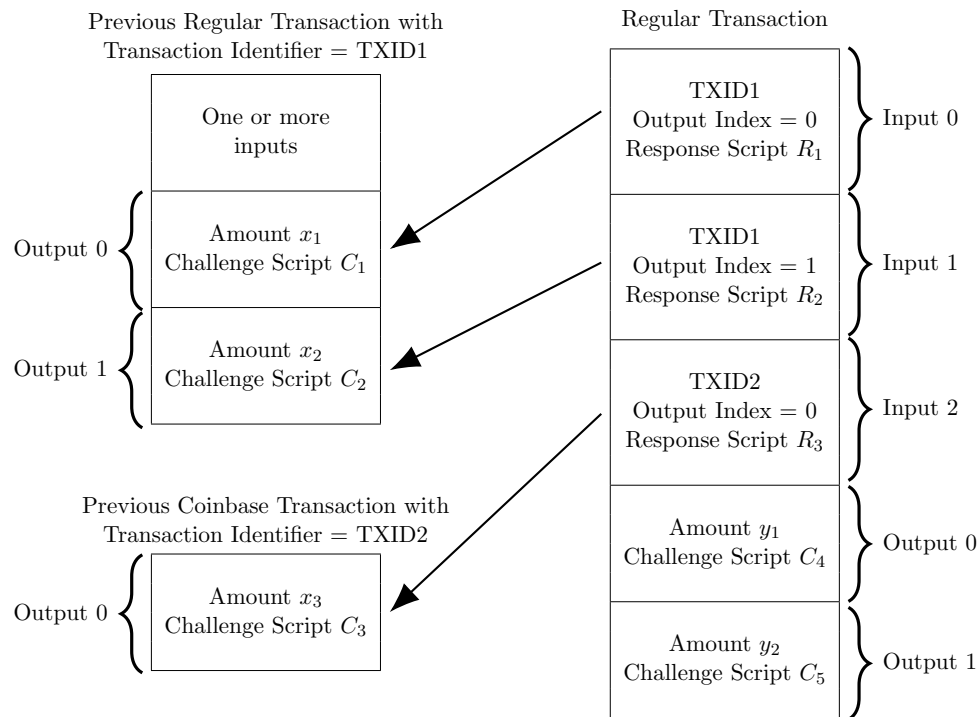 Previous Regular Transaction with
Transaction Identifier = TXID1
One or more
inputs
Output 0
Amount x₁
Challenge Script C₁
Output 1
Amount x₂
Challenge Script C₂
Previous Coinbase Transaction with
Transaction Identifier = TXID2
Output 0
Amount x₃
Challenge Script C₃
Regular Transaction
TXID1
Output Index = 0
Response Script R₁
Input 0
TXID1
Output Index = 1
Response Script R₂
Input 1
TXID2
Output Index = 0
Response Script R₃
Input 2
Amount y₁
Challenge Script C₄
Output 0
Amount y₂
Challenge Script C₅
Output 1